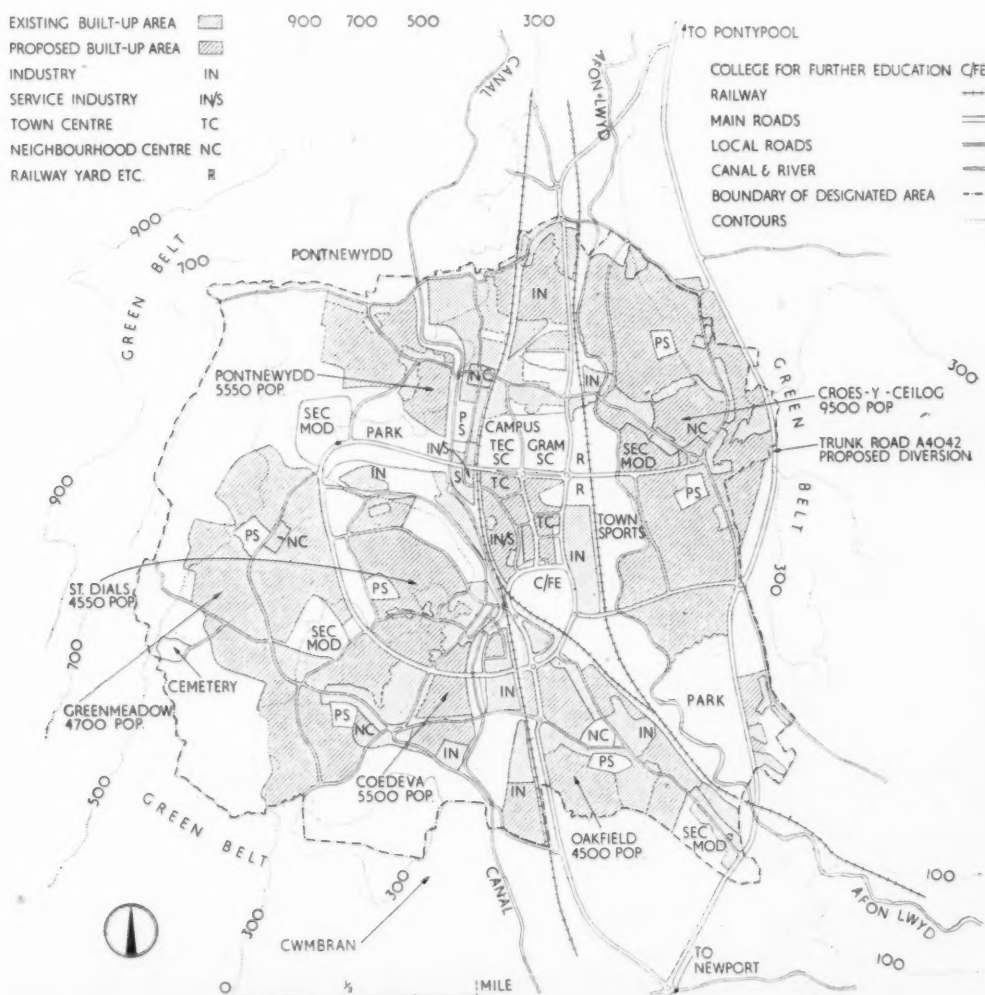 EXISTING BUILT-UP AREA
PROPOSED BUILT-UP AREA
INDUSTRY IN
SERVICE INDUSTRY IN/S
TOWN CENTRE TC
NEIGHBOURHOOD CENTRE NC
RAILWAY YARD ETC. R
900 700 500 300
CANAL
AFON LWYD
TO PONTYPOOL
COLLEGE FOR FURTHER EDUCATION C/FE
RAILWAY
MAIN ROADS
LOCAL ROADS
CANAL & RIVER
BOUNDARY OF DESIGNATED AREA
CONTOURS
900
700
GREEN BELT
PONTNEWYDD
IN
PS
300
GREEN BELT
PONTNEWYDD
5550 POP.
NC
IN
CROES-Y-CEILOG
9500 POP
NC
SEC
MOD
PARK
P
S
CAMPUS
TEC
SC
GRAM
SC
R
SEC
MOD
TRUNK ROAD A4042
PROPOSED DIVERSION
IN/S
S
TC
R
PS
900
IN
PS
NC
IN/S
TC
IN
TOWN
SPORTS
ST. DIALS
4550 POP.
PS
C/FE
300
SEC
MOD
700
CEMETERY
GREENMEADOW
4700 POP.
IN
PARK
PS
NC
IN
NC
IN
PS
COEDEVA
5500 POP.
IN
500
GREEN BELT
OAKFIELD
4500 POP
SEC
MOD
300
CANAL
100
AFON LWYD
300
CWMBRAN
100
TO
NEWPORT
0 ½ 1 MILE